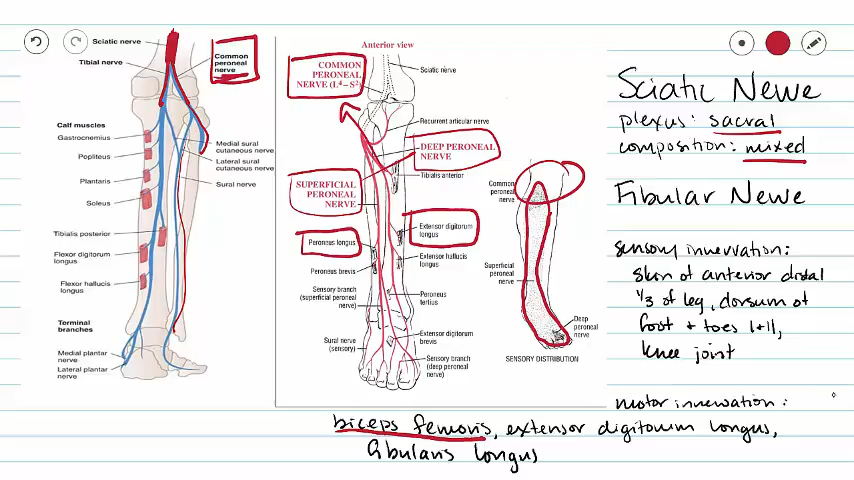 Sciatic nerve
Tibial nerve
Common
peroneal
nerve
Calf muscles
Gastrocnemius
Popliteus
Plantaris
Soleus
Tibialis posterior
Flexor digitorum
longus
Flexor hallucis
longus
Medial sural
cutaneous nerve
Lateral sural
cutaneous nerve
Sural nerve
Terminal
branches
Medial plantar
nerve
Lateral plantar
nerve
Anterior view
COMMON
PERONEAL
NERVE (L4–S2)
Sciatic nerve
Recurrent articular nerve
DEEP PERONEAL
NERVE
Tibialis anterior
SUPERFICIAL
PERONEAL
NERVE
Extensor digitorum
longus
Peroneus longus
Extensor hallucis
longus
Peroneus brevis
Sensory branch
(superficial peroneal
nerve)
Peroneus
tertius
Extensor digitorum
brevis
Sural nerve
(sensory)
Sensory branch
(deep peroneal
nerve)
Common
peroneal
nerve
Superficial
peroneal
nerve
Deep
peroneal
nerve
SENSORY DISTRIBUTION
Sciatic Nerve
plexus: sacral
composition: mixed
Fibular Nerve
sensory innervation:
skin of anterior distal
1/3 of leg, dorsum of
foot + toes I+II,
knee joint
motor innervation:
biceps femoris, extensor digitorum longus,
fibularis longus